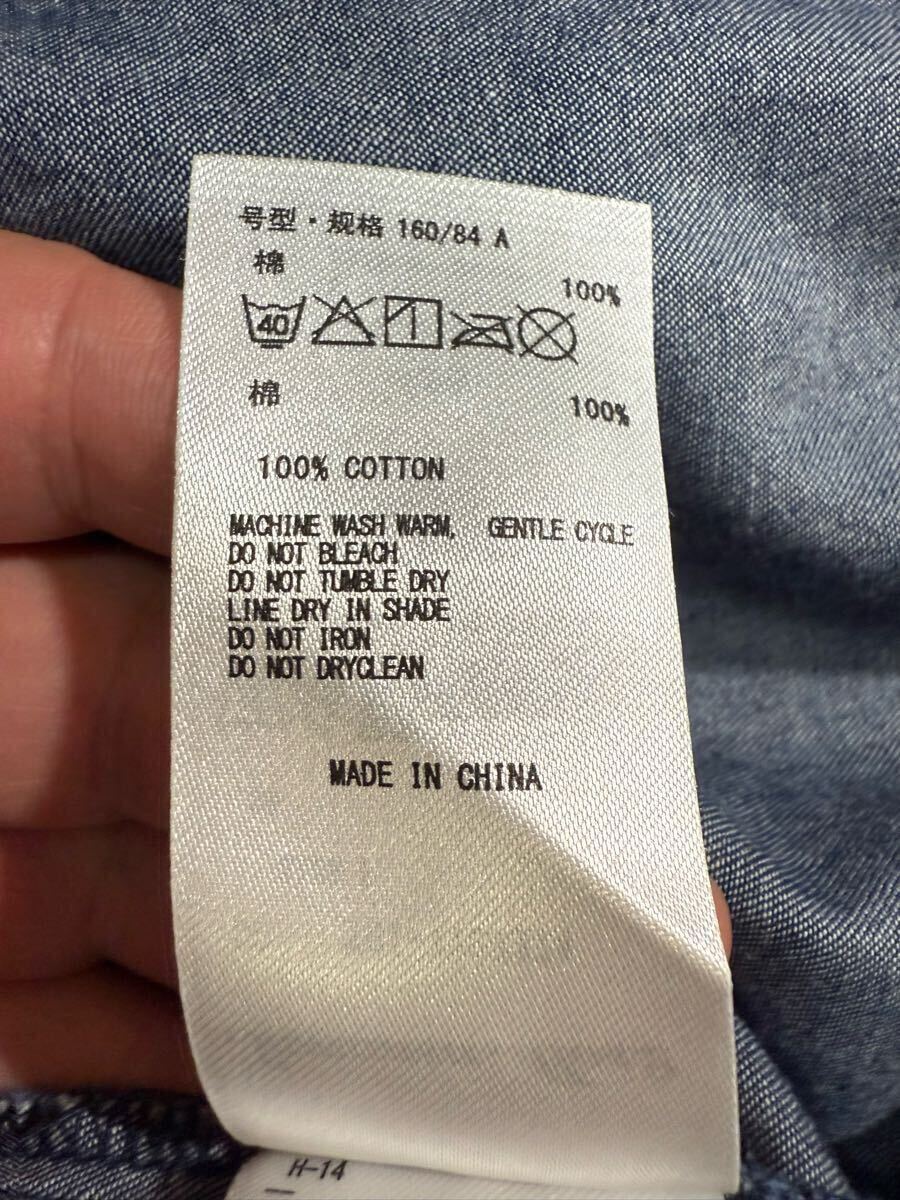 号型・规格 160/84 A
棉 100%
40
棉 100%
100% COTTON
MACHINE WASH WARM, GENTLE CYCLE
DO NOT BLEACH
DO NOT TUMBLE DRY
LINE DRY IN SHADE
DO NOT IRON
DO NOT DRYCLEAN
MADE IN CHINA
H-14